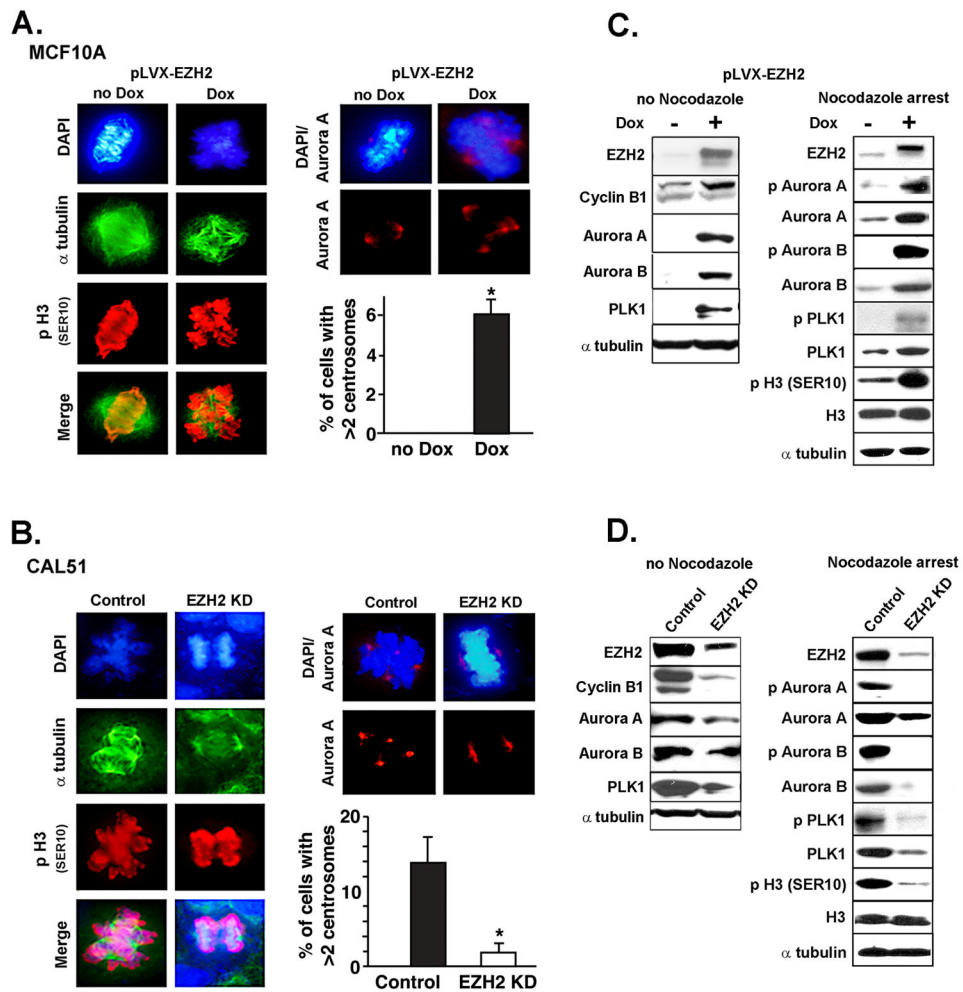 A.
MCF10A
pLVX-EZH2
no Dox Dox
DAPI
α tubulin
p H3
(SER10)
Merge
pLVX-EZH2
no Dox Dox
DAPI/
Aurora A
Aurora A
% of cells with
>2 centrosomes
6
4
2
0
*
no Dox Dox
B.
CAL51
Control EZH2 KD
DAPI
α tubulin
p H3
(SER10)
Merge
Control EZH2 KD
DAPI/
Aurora A
Aurora A
% of cells with
>2 centrosomes
20
10
0
*
Control EZH2 KD
C.
pLVX-EZH2
no Nocodazole
Dox - +
EZH2
Cyclin B1
Aurora A
Aurora B
PLK1
α tubulin
Nocodazole arrest
Dox - +
EZH2
p Aurora A
Aurora A
p Aurora B
Aurora B
p PLK1
PLK1
p H3 (SER10)
H3
α tubulin
D.
no Nocodazole
Control EZH2 KD
EZH2
Cyclin B1
Aurora A
Aurora B
PLK1
α tubulin
Nocodazole arrest
Control EZH2 KD
EZH2
p Aurora A
Aurora A
p Aurora B
Aurora B
p PLK1
PLK1
p H3 (SER10)
H3
α tubulin